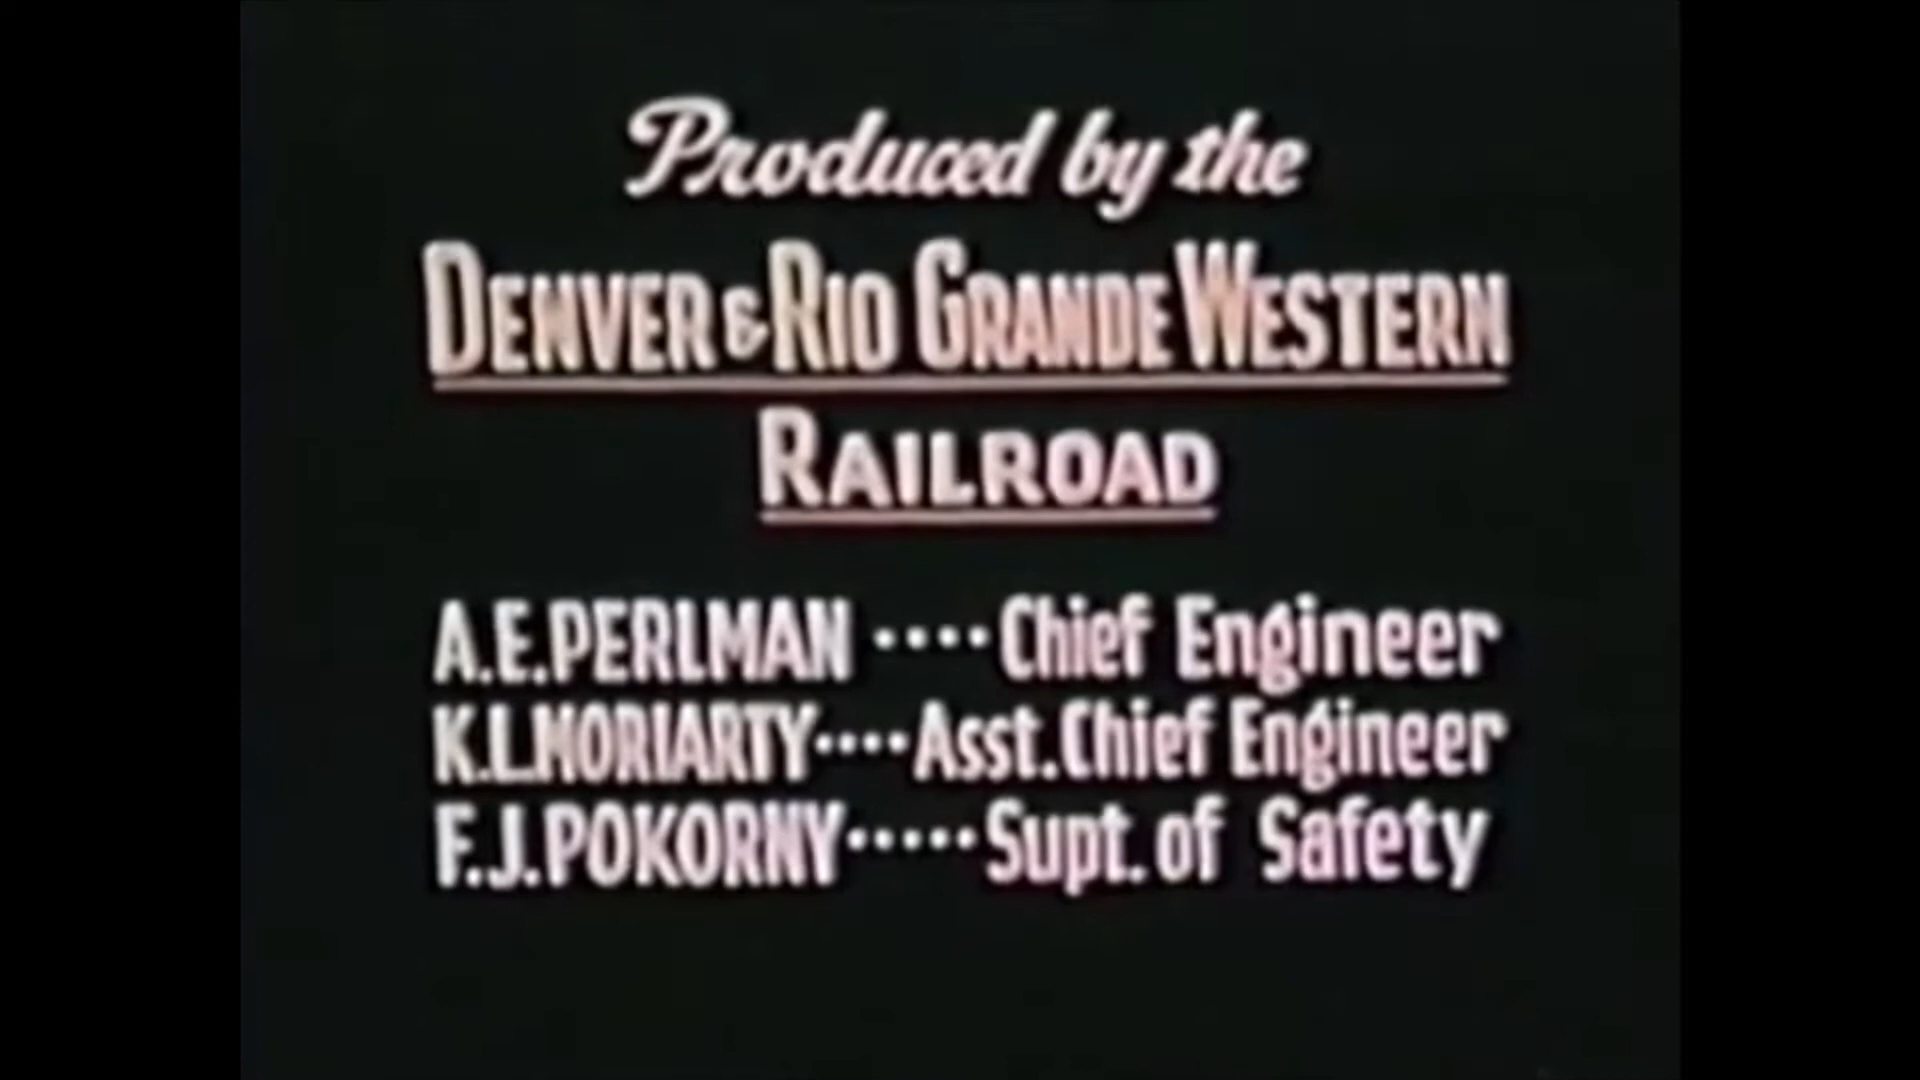 Produced by the
DENVER & RIO GRANDE WESTERN
RAILROAD
A.E.PERLMAN ···· Chief Engineer
K.L.MORIARTY ···· Asst. Chief Engineer
F.J.POKORNY ····· Supt. of Safety